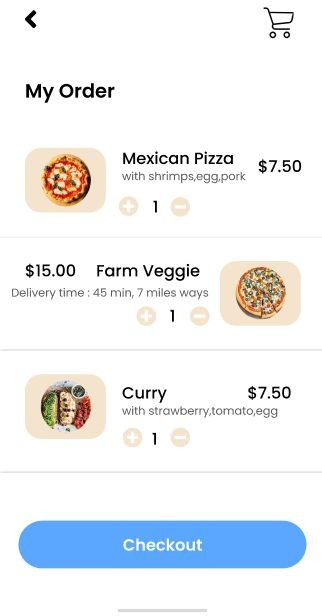 My Order
Mexican Pizza $7.50
with shrimps,egg,pork
1
$15.00 Farm Veggie
Delivery time : 45 min, 7 miles ways
1
Curry $7.50
with strawberry,tomato,egg
1
Checkout